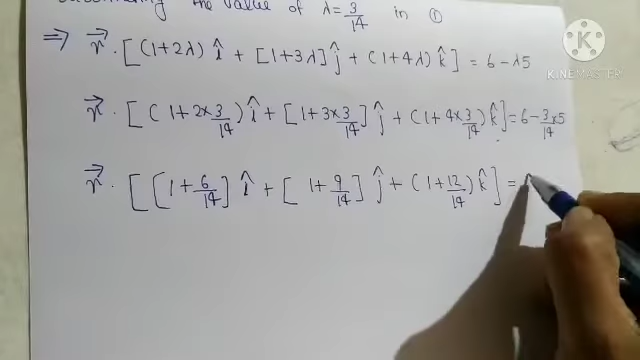 the value of λ = 3/14 in ①
⇒ r⃗ . [(1+2λ) î + [1+3λ] ĵ + (1+4λ) k̂] = 6 - λ5
r⃗ . [(1+2×3/14) î + [1+3×3/14] ĵ + (1+4×3/14) k̂] = 6 - 3/14 ×5
r⃗ . [[1+6/14] î + [1+9/14] ĵ + (1+12/14) k̂] =
K
KINEMASTER